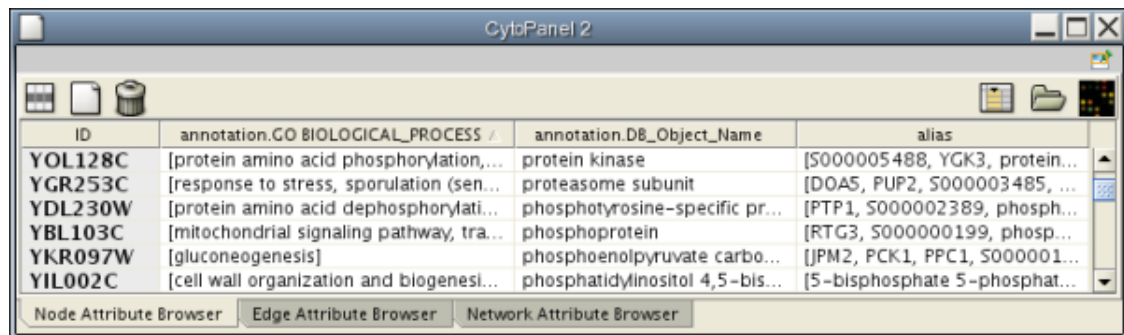 CytoPanel 2
ID annotation.GO BIOLOGICAL_PROCESS annotation.DB_Object_Name alias
YOL128C [protein amino acid phosphorylation,... protein kinase [S000005488, YGK3, protein...
YGR253C [response to stress, sporulation (sen... proteasome subunit [DOA5, PUP2, S000003485, ...
YDL230W [protein amino acid dephosphorylati... phosphotyrosine-specific pr... [PTP1, S000002389, phosph...
YBL103C [mitochondrial signaling pathway, tra... phosphoprotein [RTG3, S000000199, phosp...
YKR097W [gluconeogenesis] phosphoenolpyruvate carbo... [JPM2, PCK1, PPC1, S000001...
YIL002C [cell wall organization and biogenesi... phosphatidylinositol 4,5-bis... [5-bisphosphate 5-phosphat...
Node Attribute Browser Edge Attribute Browser Network Attribute Browser